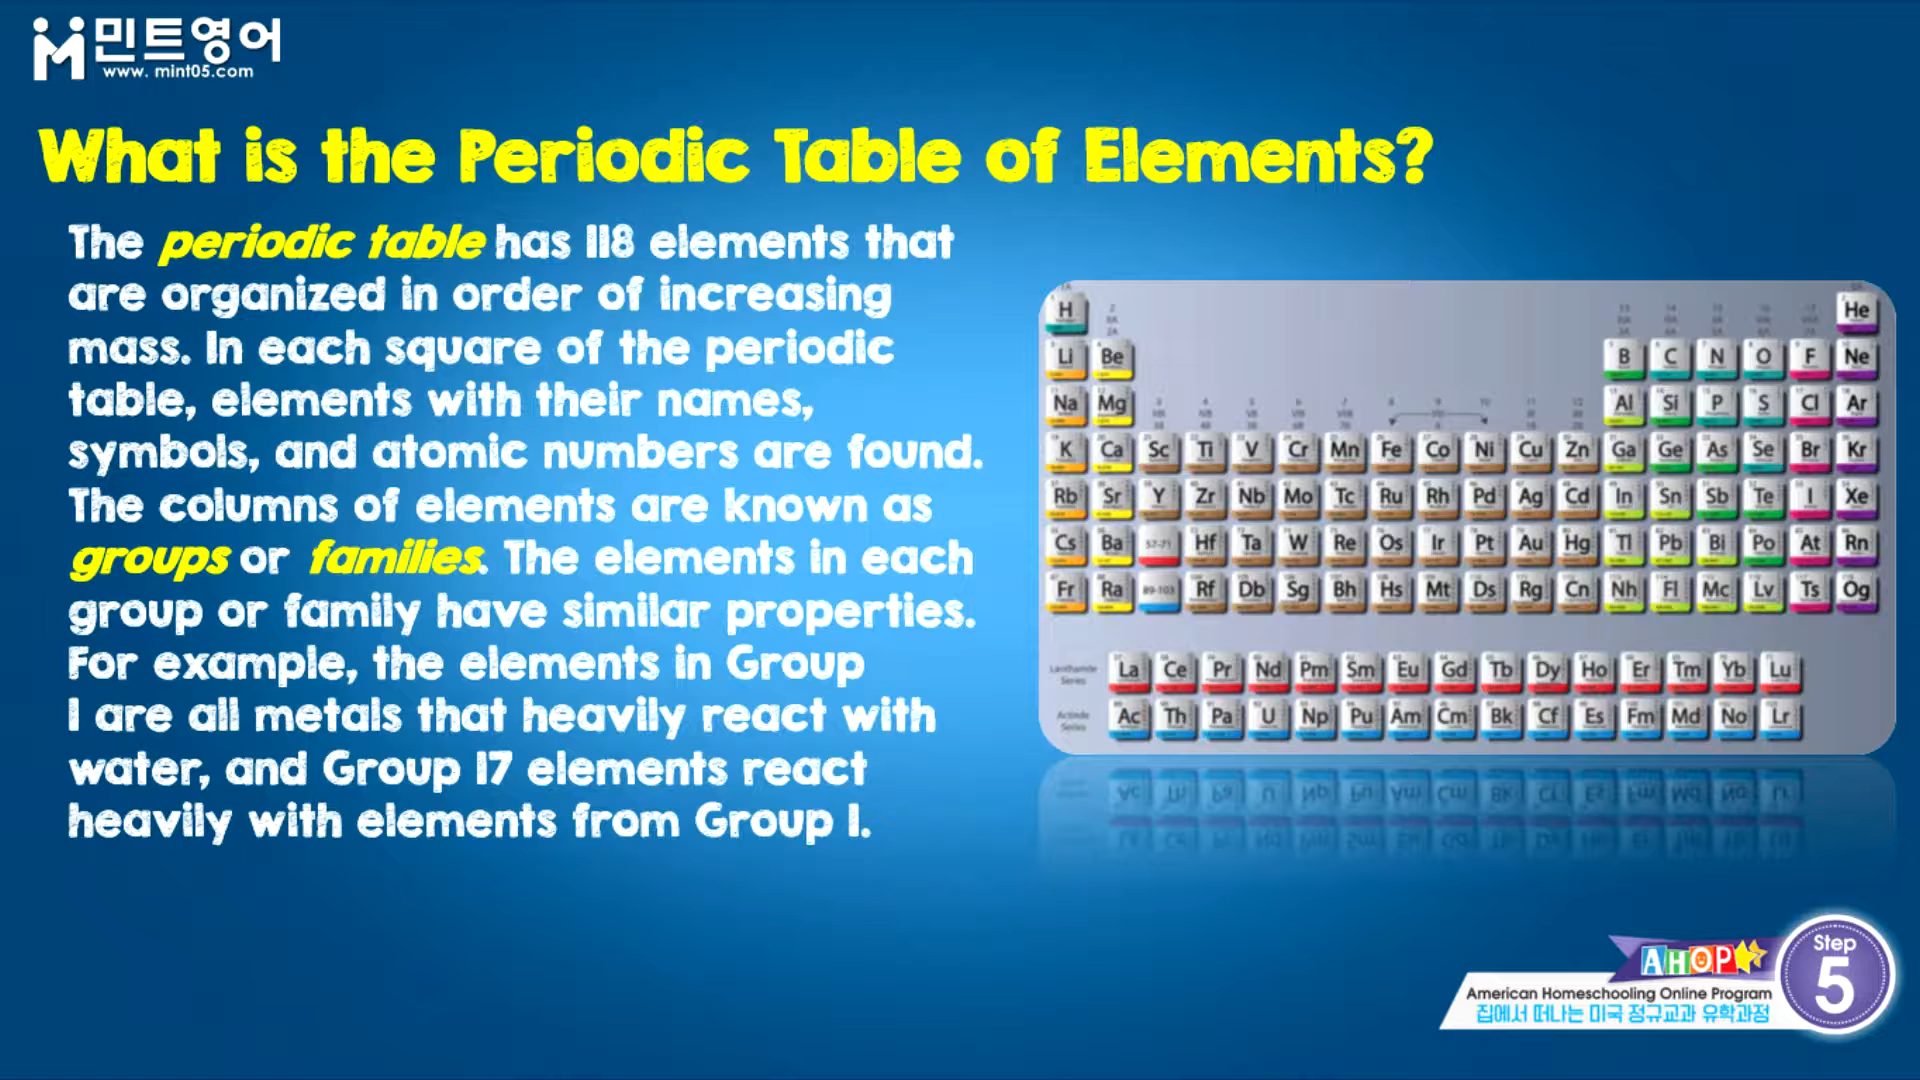 민트영어
www. mint05.com
What is the Periodic Table of Elements?
The periodic table has 118 elements that
are organized in order of increasing
mass. In each square of the periodic
table, elements with their names,
symbols, and atomic numbers are found.
The columns of elements are known as
groups or families. The elements in each
group or family have similar properties.
For example, the elements in Group
1 are all metals that heavily react with
water, and Group 17 elements react
heavily with elements from Group 1.
H He
Li Be B C N O F Ne
Na Mg Al Si P S Cl Ar
K Ca Sc Ti V Cr Mn Fe Co Ni Cu Zn Ga Ge As Se Br Kr
Rb Sr Y Zr Nb Mo Tc Ru Rh Pd Ag Cd In Sn Sb Te I Xe
Cs Ba 57-71 Hf Ta W Re Os Ir Pt Au Hg Tl Pb Bi Po At Rn
Fr Ra 89-103 Rf Db Sg Bh Hs Mt Ds Rg Cn Nh Fl Mc Lv Ts Og
Lanthanide Series La Ce Pr Nd Pm Sm Eu Gd Tb Dy Ho Er Tm Yb Lu
Actinide Series Ac Th Pa U Np Pu Am Cm Bk Cf Es Fm Md No Lr
AHOP
Step
5
American Homeschooling Online Program
집에서 떠나는 미국 정규교과 유학과정